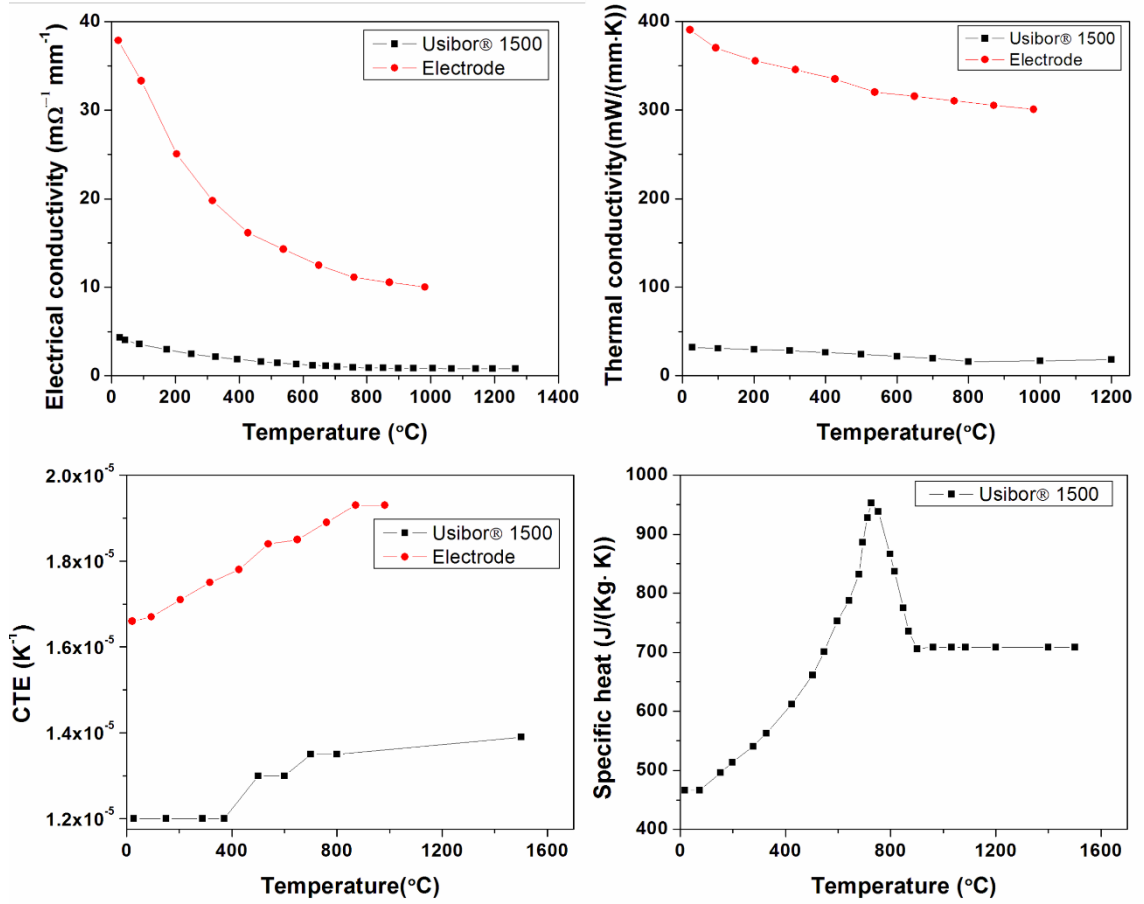 40
30
20
10
0
Electrical conductivity (mΩ⁻¹ mm⁻¹)
Usibor® 1500
Electrode
0 200 400 600 800 1000 1200 1400
Temperature (°C)
400
300
200
100
0
Thermal conductivity(mW/(mm·K))
Usibor® 1500
Electrode
0 200 400 600 800 1000 1200
Temperature(°C)
2.0x10⁻⁵
1.8x10⁻⁵
1.6x10⁻⁵
1.4x10⁻⁵
1.2x10⁻⁵
CTE (K⁻¹)
Usibor® 1500
Electrode
0 400 800 1200 1600
Temperature(°C)
1000
900
800
700
600
500
400
Specific heat (J/(Kg· K))
Usibor® 1500
0 400 800 1200 1600
Temperature (°C)